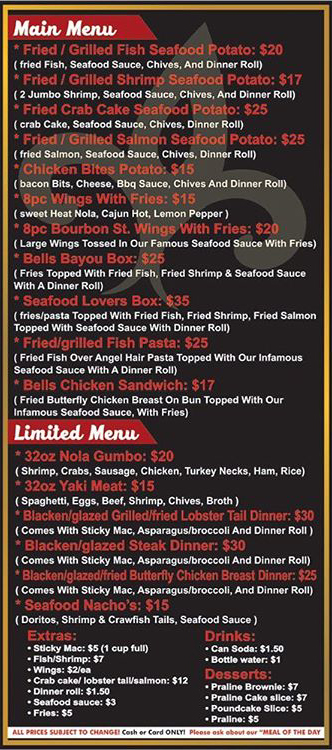 Main Menu
* Fried / Grilled Fish Seafood Potato: $20
( fried Fish, Seafood Sauce, Chives, And Dinner Roll)
* Fried / Grilled Shrimp Seafood Potato: $17
( 2 Jumbo Shrimp, Seafood Sauce, Chives, And Dinner Roll)
* Fried Crab Cake Seafood Potato: $25
( crab Cake, Seafood Sauce, Chives, Dinner Roll)
* Fried / Grilled Salmon Seafood Potato: $25
( fried Salmon, Seafood Sauce, Chives, Dinner Roll)
* Chicken Bites Potato: $15
( bacon Bits, Cheese, Bbq Sauce, Chives And Dinner Roll)
* 8pc Wings With Fries: $15
( sweet Heat Nola, Cajun Hot, Lemon Pepper )
* 8pc Bourbon St. Wings With Fries: $20
( Large Wings Tossed In Our Famous Seafood Sauce With Fries)
* Bells Bayou Box: $25
( Fries Topped With Fried Fish, Fried Shrimp & Seafood Sauce
With A Dinner Roll)
* Seafood Lovers Box: $35
( fries/pasta Topped With Fried Fish, Fried Shrimp, Fried Salmon
Topped With Seafood Sauce With Dinner Roll)
* Fried/grilled Fish Pasta: $25
( Fried Fish Over Angel Hair Pasta Topped With Our Infamous
Seafood Sauce With A Dinner Roll)
* Bells Chicken Sandwich: $17
( Fried Butterfly Chicken Breast On Bun Topped With Our
Infamous Seafood Sauce, With Fries)
Limited Menu
* 32oz Nola Gumbo: $20
( Shrimp, Crabs, Sausage, Chicken, Turkey Necks, Ham, Rice)
* 32oz Yaki Meat: $15
( Spaghetti, Eggs, Beef, Shrimp, Chives, Broth )
* Blacken/glazed Grilled/fried Lobster Tail Dinner: $30
( Comes With Sticky Mac, Asparagus/broccoli And Dinner Roll )
* Blacken/glazed Steak Dinner: $30
( Comes With Sticky Mac, Asparagus/broccoli And Dinner Roll)
* Blacken/glazed/fried Butterfly Chicken Breast Dinner: $25
( Comes With Sticky Mac, Asparagus/broccoli, And Dinner Roll)
* Seafood Nacho's: $15
( Doritos, Shrimp & Crawfish Tails, Seafood Sauce )
Extras:
• Sticky Mac: $5 (1 cup full)
• Fish/Shrimp: $7
• Wings: $2/ea
• Crab cake/ lobster tail/salmon: $12
• Dinner roll: $1.50
• Seafood sauce: $3
• Fries: $5
Drinks:
• Can Soda: $1.50
• Bottle water: $1
Desserts:
• Praline Brownie: $7
• Praline Cake slice: $7
• Poundcake Slice: $5
• Praline: $5
ALL PRICES SUBJECT TO CHANGE! Cash or Card ONLY! Please ask about our "MEAL OF THE DAY